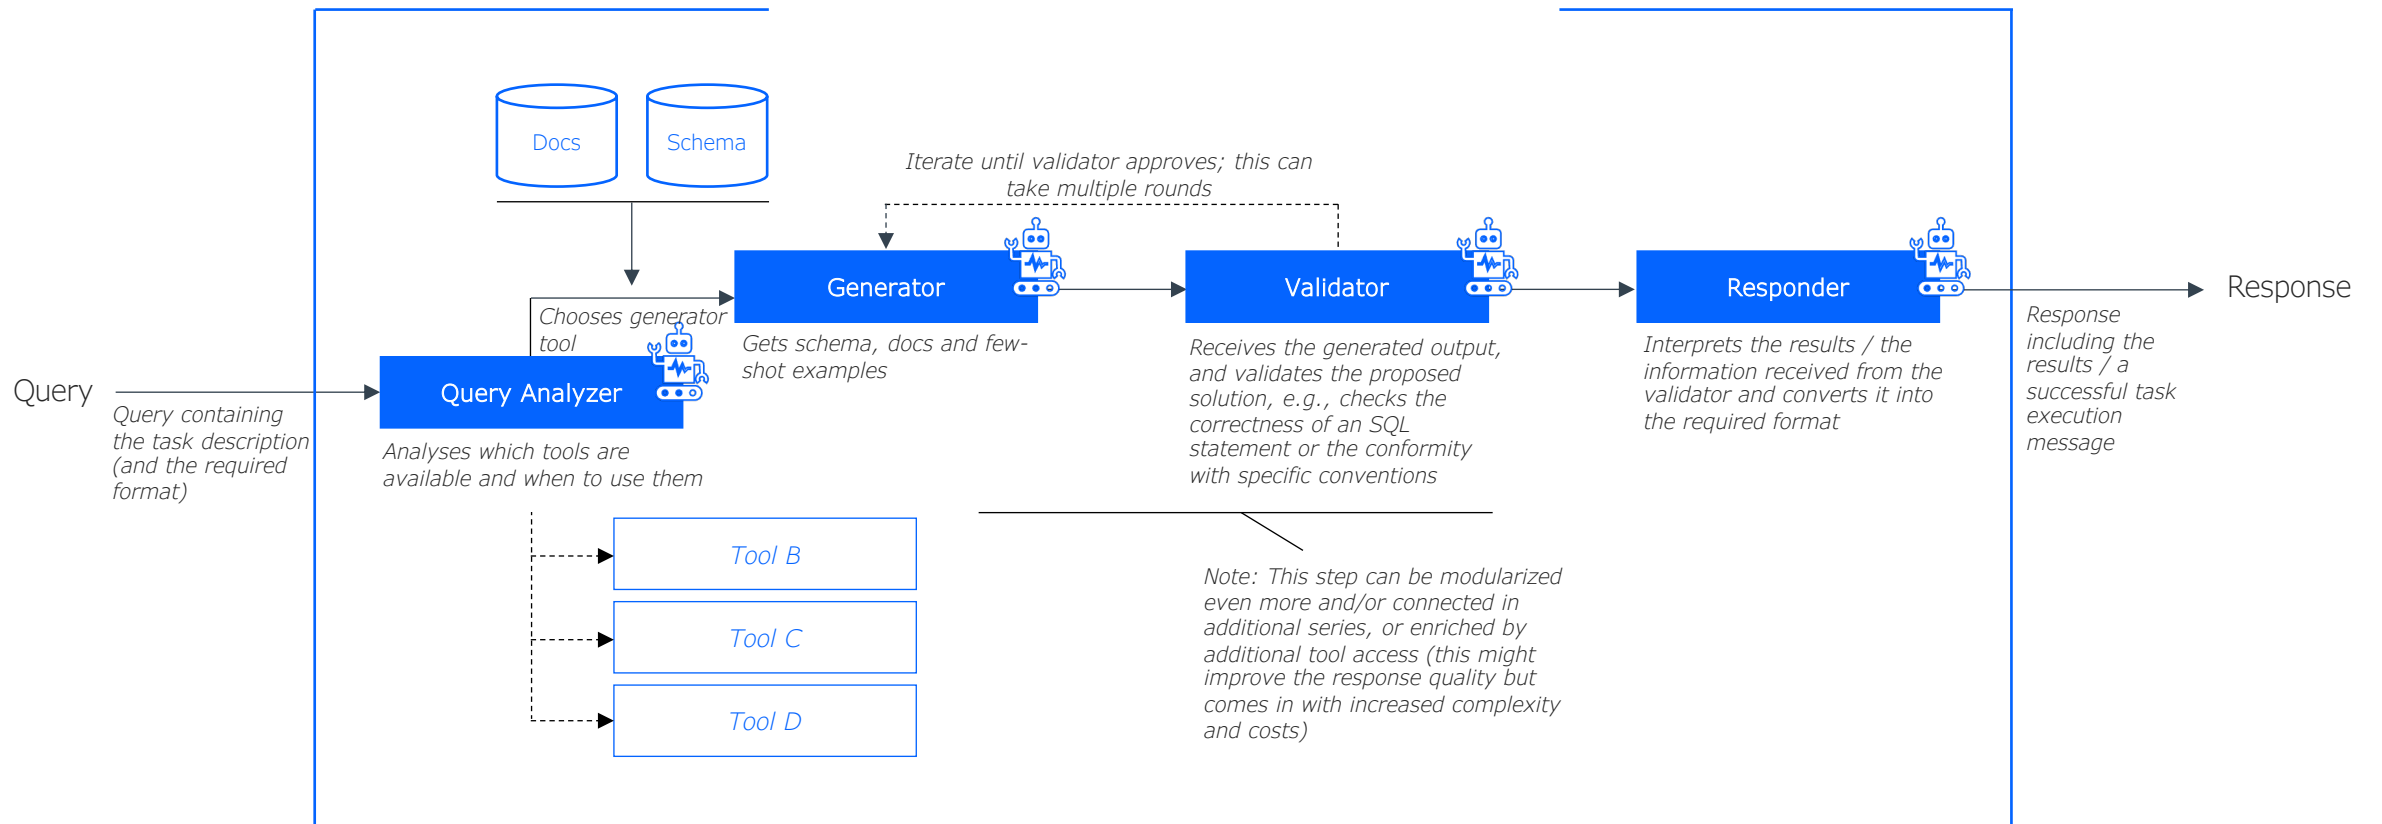 Docs
Schema
Iterate until validator approves; this can
take multiple rounds
Generator
Validator
Responder
Response
Chooses generator
tool
Gets schema, docs and few-
shot examples
Receives the generated output,
and validates the proposed
solution, e.g., checks the
correctness of an SQL
statement or the conformity
with specific conventions
Interprets the results / the
information received from the
validator and converts it into
the required format
Response
including the
results / a
successful task
execution
message
Query
Query Analyzer
Query containing
the task description
(and the required
format)
Analyses which tools are
available and when to use them
Tool B
Tool C
Tool D
Note: This step can be modularized
even more and/or connected in
additional series, or enriched by
additional tool access (this might
improve the response quality but
comes in with increased complexity
and costs)